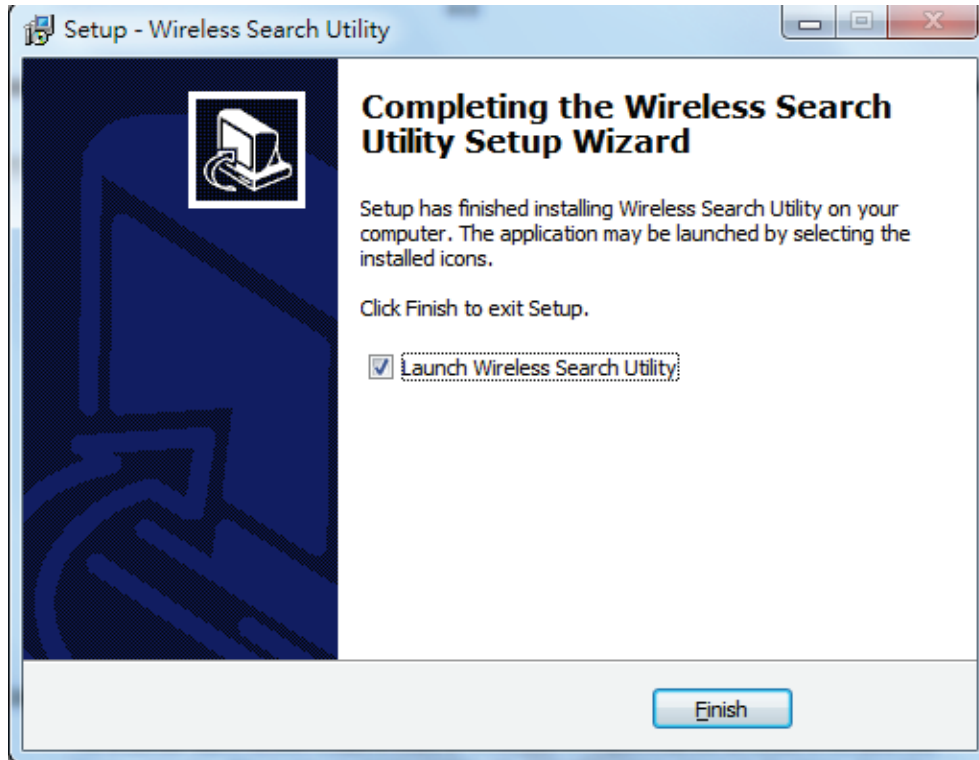 Setup - Wireless Search Utility
Completing the Wireless Search
Utility Setup Wizard
Setup has finished installing Wireless Search Utility on your
computer. The application may be launched by selecting the
installed icons.
Click Finish to exit Setup.
Launch Wireless Search Utility
Finish